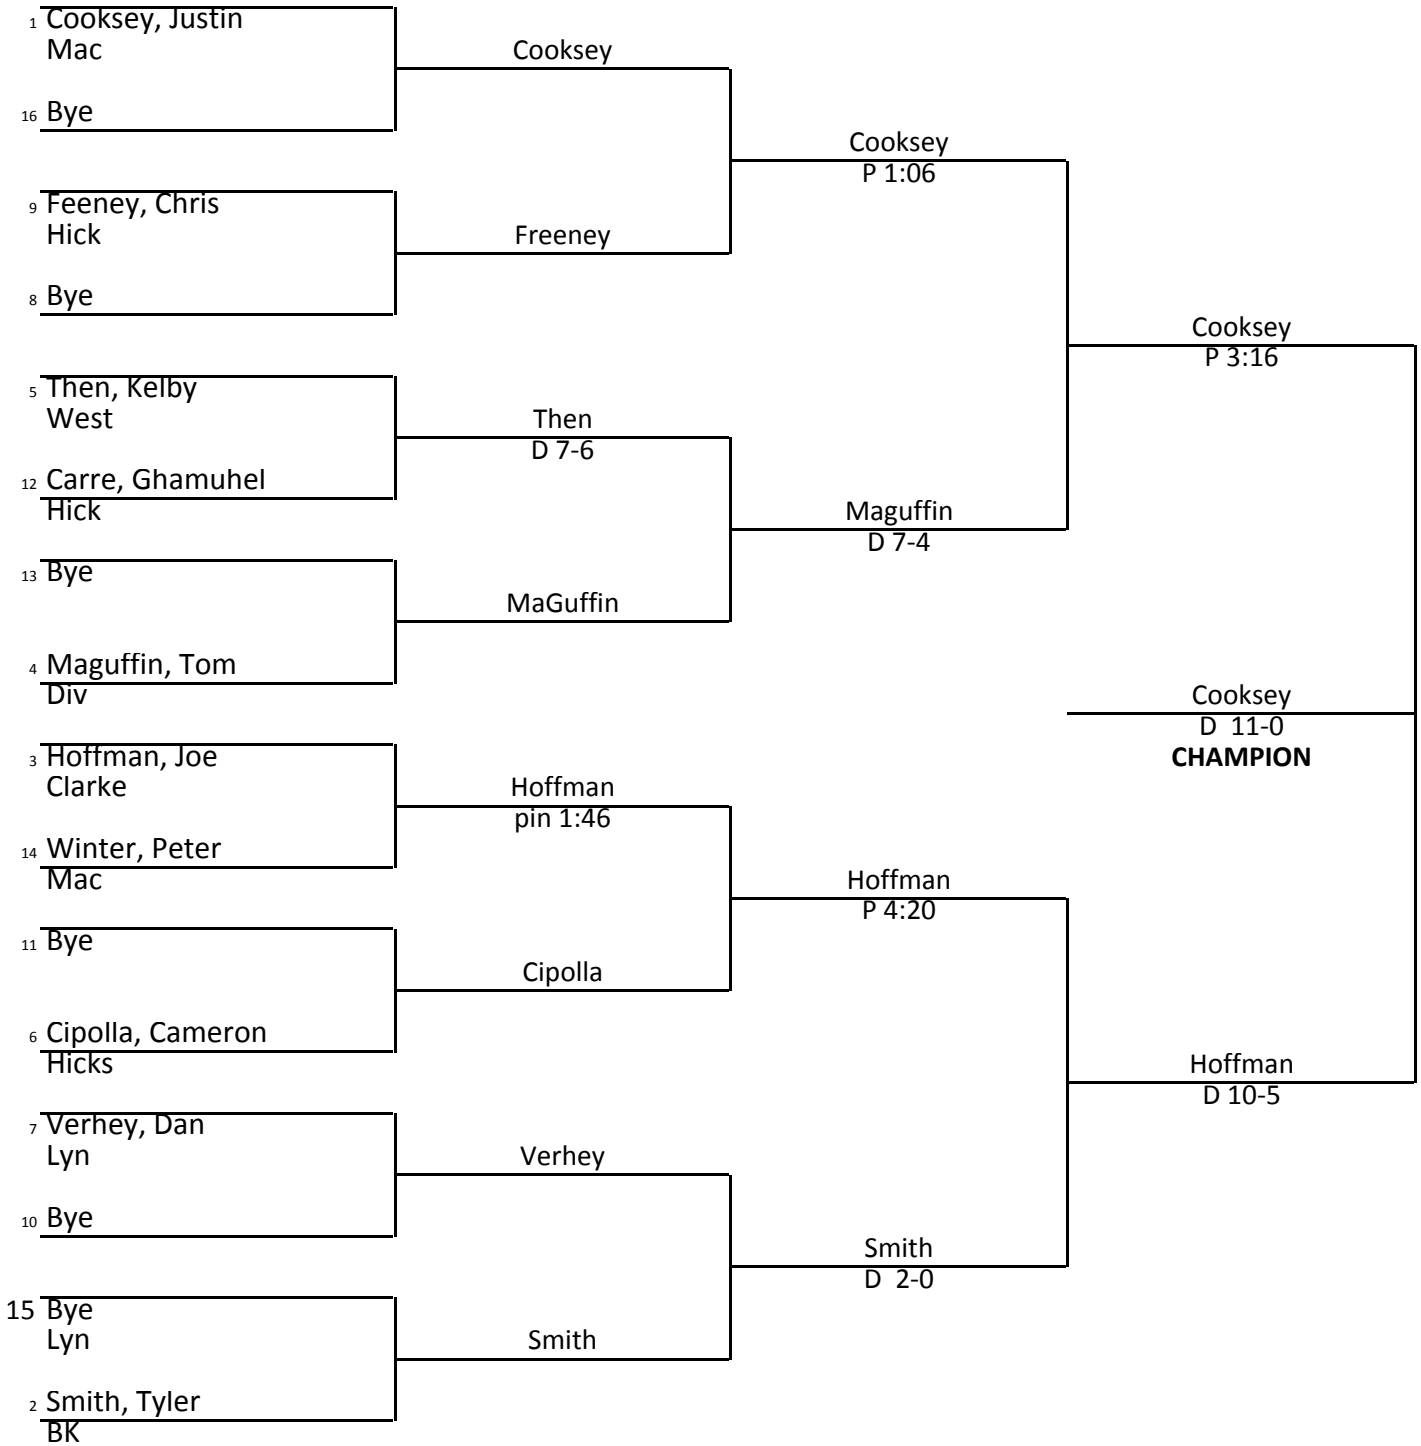 1 Cooksey, Justin
Mac
16 Bye
9 Feeney, Chris
Hick
8 Bye
5 Then, Kelby
West
12 Carre, Ghamuhel
Hick
13 Bye
4 Maguffin, Tom
Div
3 Hoffman, Joe
Clarke
14 Winter, Peter
Mac
11 Bye
6 Cipolla, Cameron
Hicks
7 Verhey, Dan
Lyn
10 Bye
15 Bye
Lyn
2 Smith, Tyler
BK
Cooksey
Freeney
Then
D 7-6
MaGuffin
Hoffman
pin 1:46
Cipolla
Verhey
Smith
Cooksey
P 1:06
Maguffin
D 7-4
Hoffman
P 4:20
Smith
D  2-0
Cooksey
P 3:16
Hoffman
D 10-5
Cooksey
D  11-0
CHAMPION